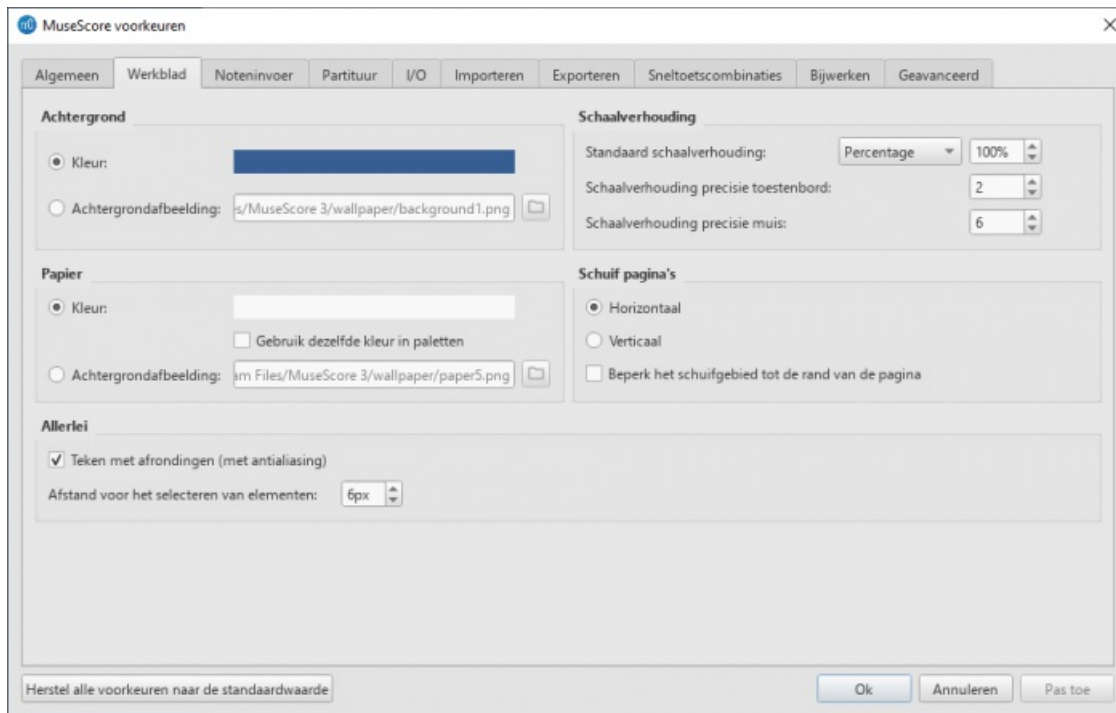 MuseScore voorkeuren
Algemeen Werkblad Noteninvoer Partituur I/O Importeren Exporteren Sneltoetscombinaties Bijwerken Geavanceerd
Achtergrond
Kleur:
Achtergrondafbeelding: s/MuseScore 3/wallpaper/background1.png
Schaalverhouding
Standaard schaalverhouding: Percentage 100%
Schaalverhouding precisie toestenbord: 2
Schaalverhouding precisie muis: 6
Papier
Kleur:
Gebruik dezelfde kleur in paletten
Achtergrondafbeelding: am Files/MuseScore 3/wallpaper/paper5.png
Schuif pagina's
Horizontaal
Verticaal
Beperk het schuifgebied tot de rand van de pagina
Allerlei
Teken met afrondingen (met antialiasing)
Afstand voor het selecteren van elementen: 6px
Herstel alle voorkeuren naar de standaardwaarde Ok Annuleren Pas toe